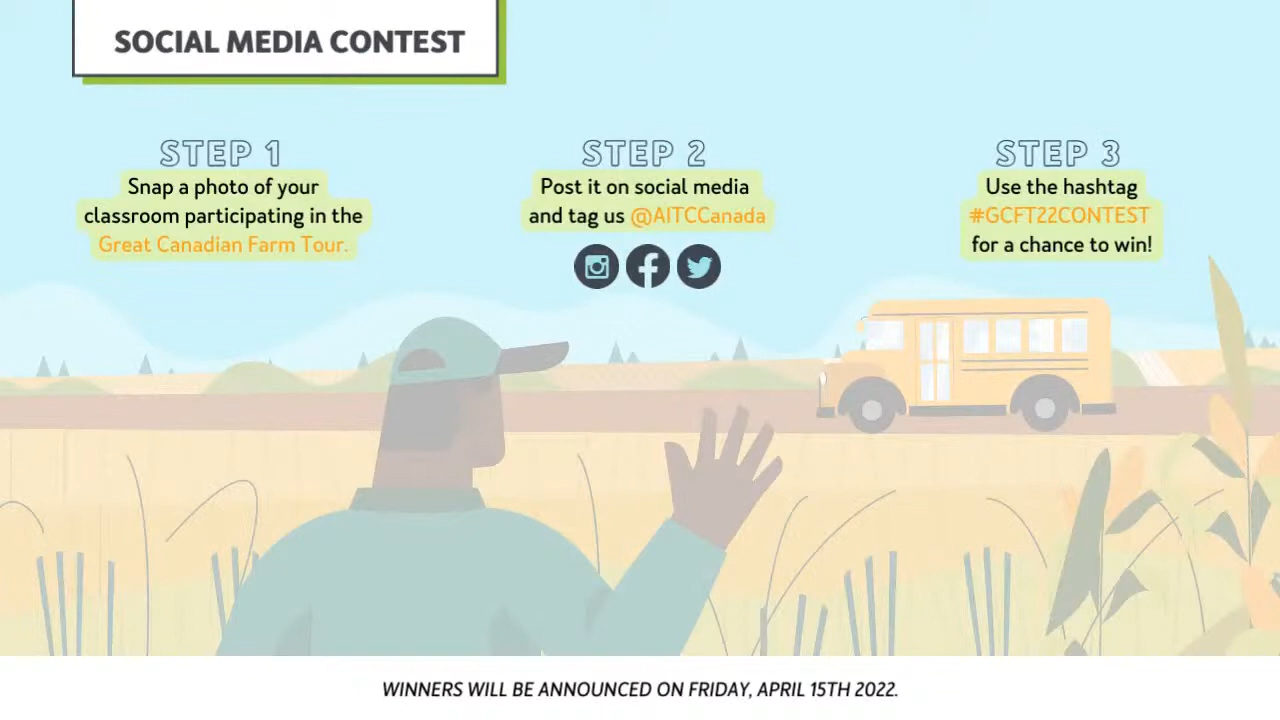 SOCIAL MEDIA CONTEST
STEP 1
Snap a photo of your
classroom participating in the
Great Canadian Farm Tour.
STEP 2
Post it on social media
and tag us @AITCCanada
STEP 3
Use the hashtag
#GCFT22CONTEST
for a chance to win!
WINNERS WILL BE ANNOUNCED ON FRIDAY, APRIL 15TH 2022.